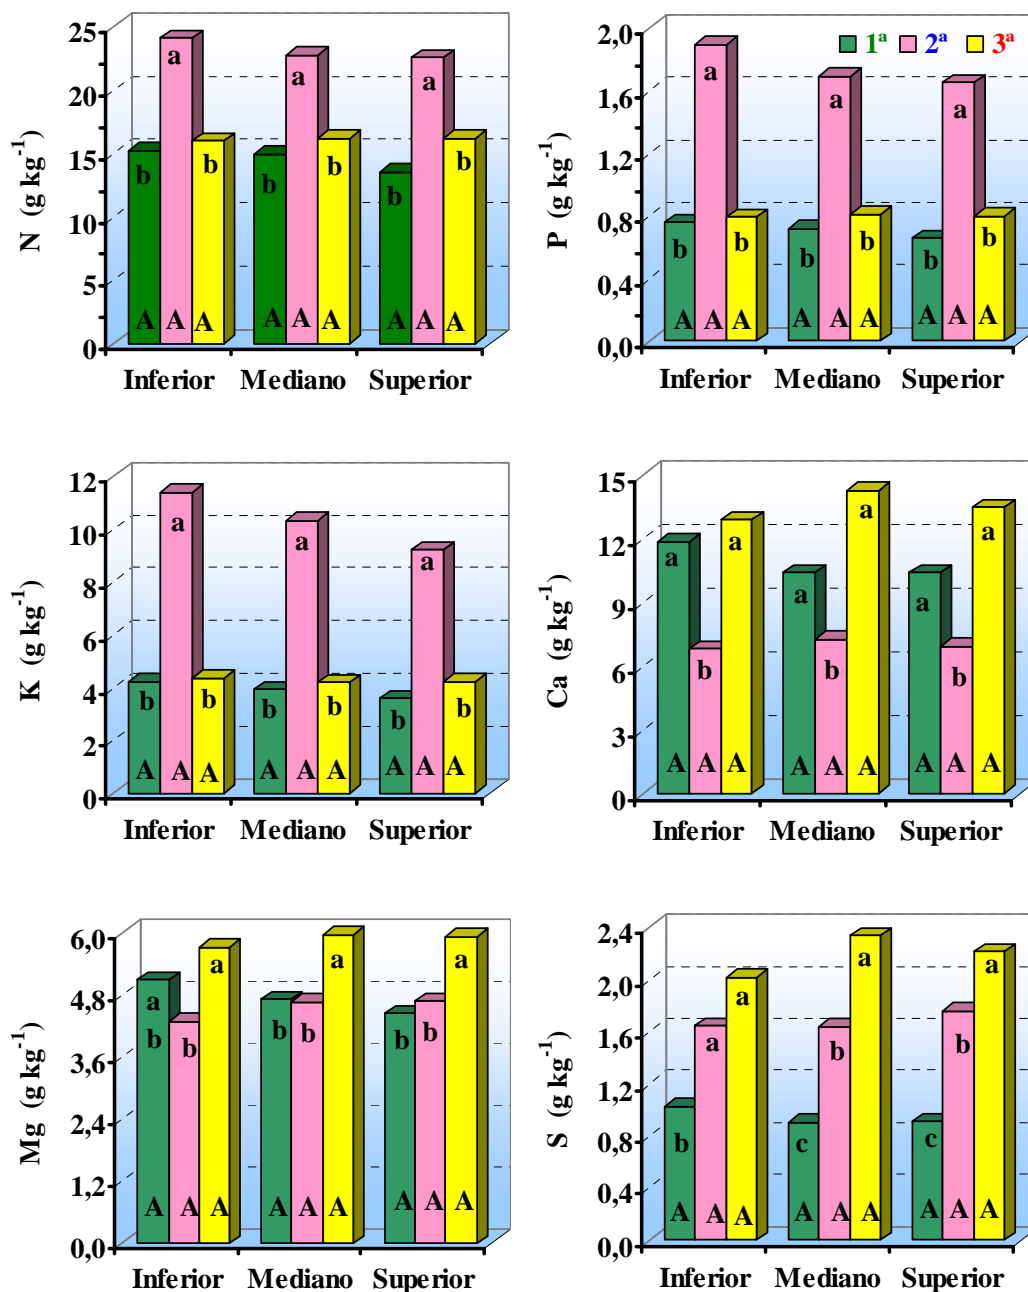 25
20
15
10
5
0
N (g kg⁻¹)
a a a
b b b b b b
A A A A A A A A A
Inferior Mediano Superior
2,0
1,6
1,2
0,8
0,4
0,0
P (g kg⁻¹)
1ª 2ª 3ª
a a a
b b b b b b
A A A A A A A A A
Inferior Mediano Superior
12
10
8
6
4
2
0
K (g kg⁻¹)
a a a
b b b b b b
A A A A A A A A A
Inferior Mediano Superior
15
12
9
6
3
0
Ca (g kg⁻¹)
a a a a a a
b b b
A A A A A A A A A
Inferior Mediano Superior
6,0
4,8
3,6
2,4
1,2
0,0
Mg (g kg⁻¹)
a a a a
b b b b b b
A A A A A A A A A
Inferior Mediano Superior
2,4
2,0
1,6
1,2
0,8
0,4
0,0
S (g kg⁻¹)
a a a a
b c b c b
A A A A A A A A A
Inferior Mediano Superior